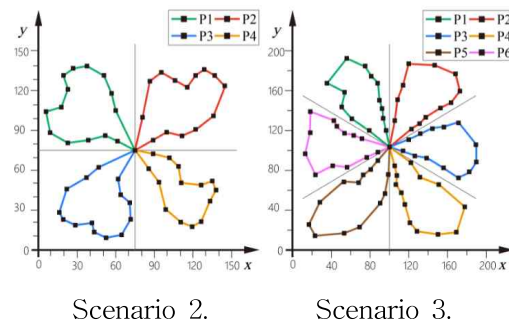 P1 P2
P3 P4
y
150
120
90
60
30
0
0 30 60 90 120 150
x
P1 P2
P3 P4
P5 P6
y
200
160
120
80
40
0
0 40 80 120 160 200
x
Scenario 2.
Scenario 3.